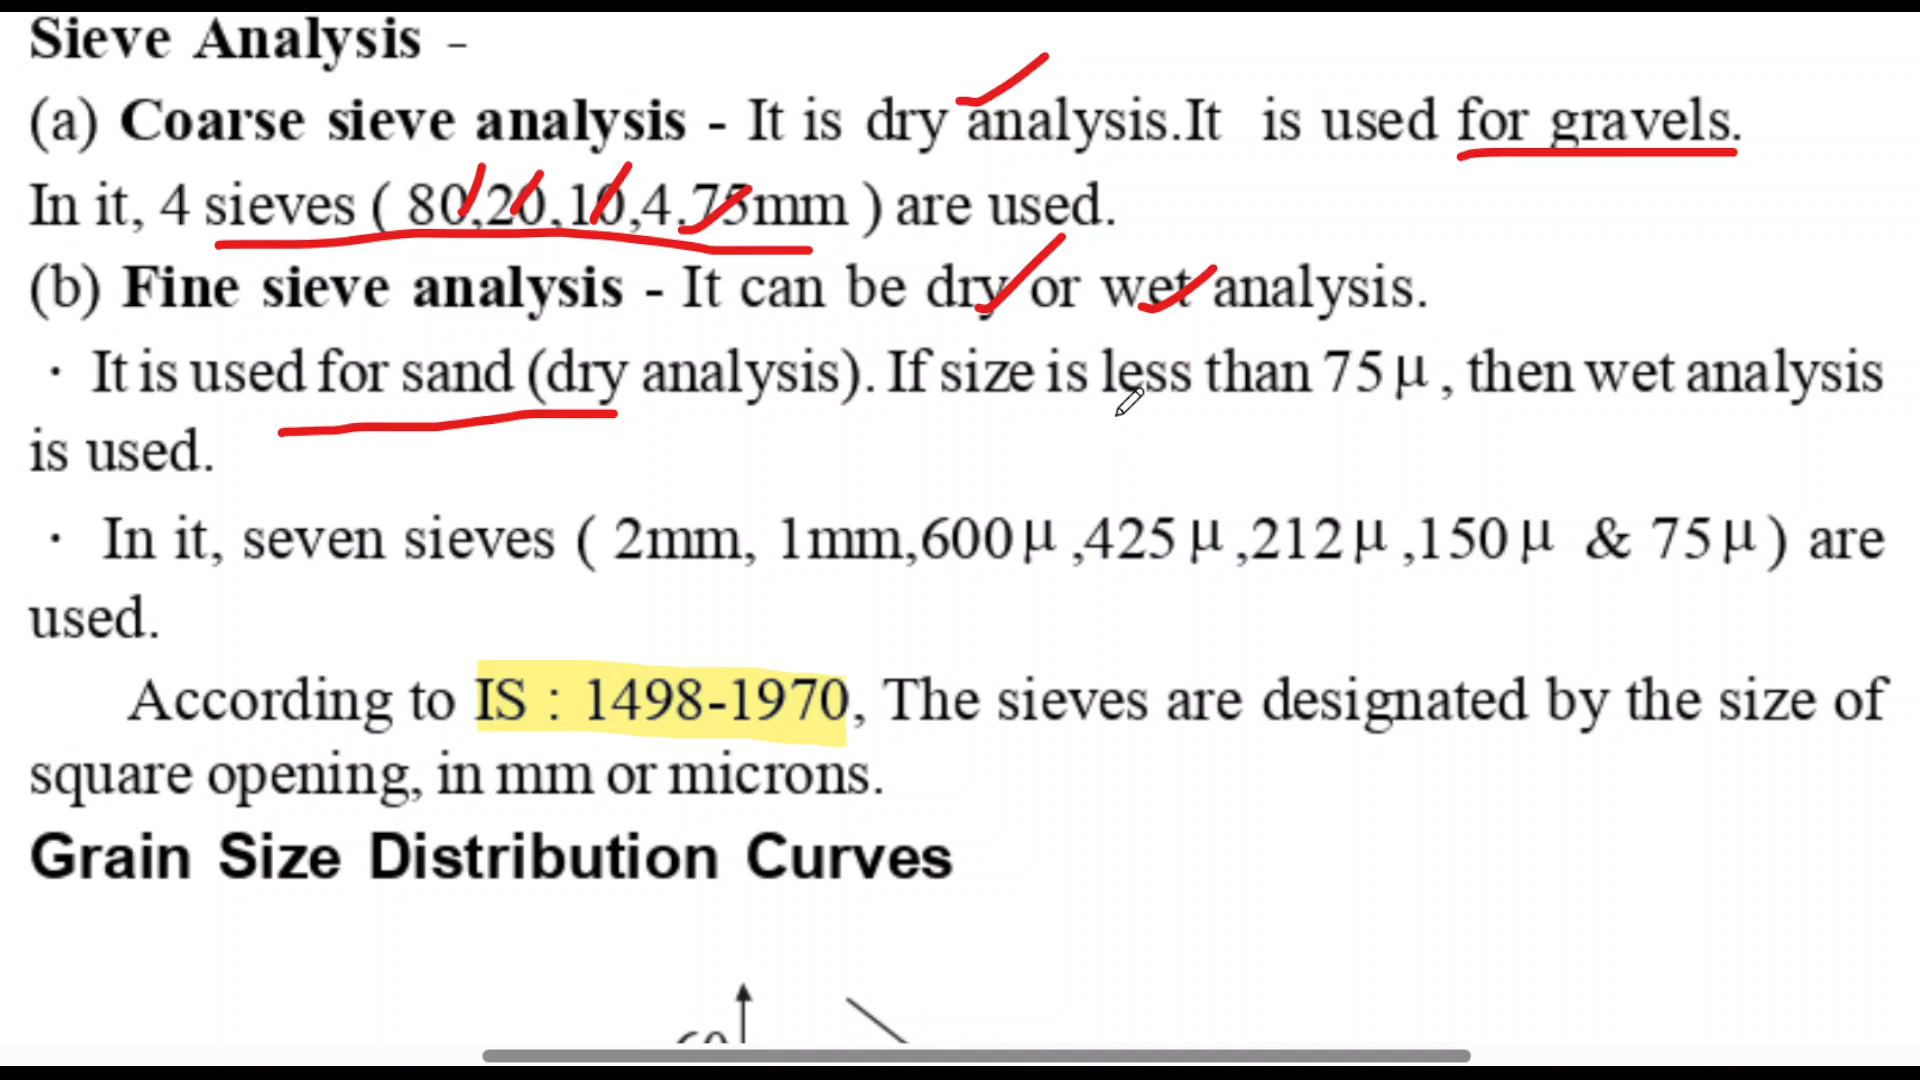 Sieve Analysis -
(a) Coarse sieve analysis - It is dry analysis.It is used for gravels.
In it, 4 sieves ( 80,20,10,4.75mm ) are used.
(b) Fine sieve analysis - It can be dry or wet analysis.
· It is used for sand (dry analysis). If size is less than 75 μ , then wet analysis
is used.
· In it, seven sieves ( 2mm, 1mm,600 μ ,425 μ ,212 μ ,150 μ & 75 μ ) are
used.
According to IS : 1498-1970, The sieves are designated by the size of
square opening, in mm or microns.
Grain Size Distribution Curves